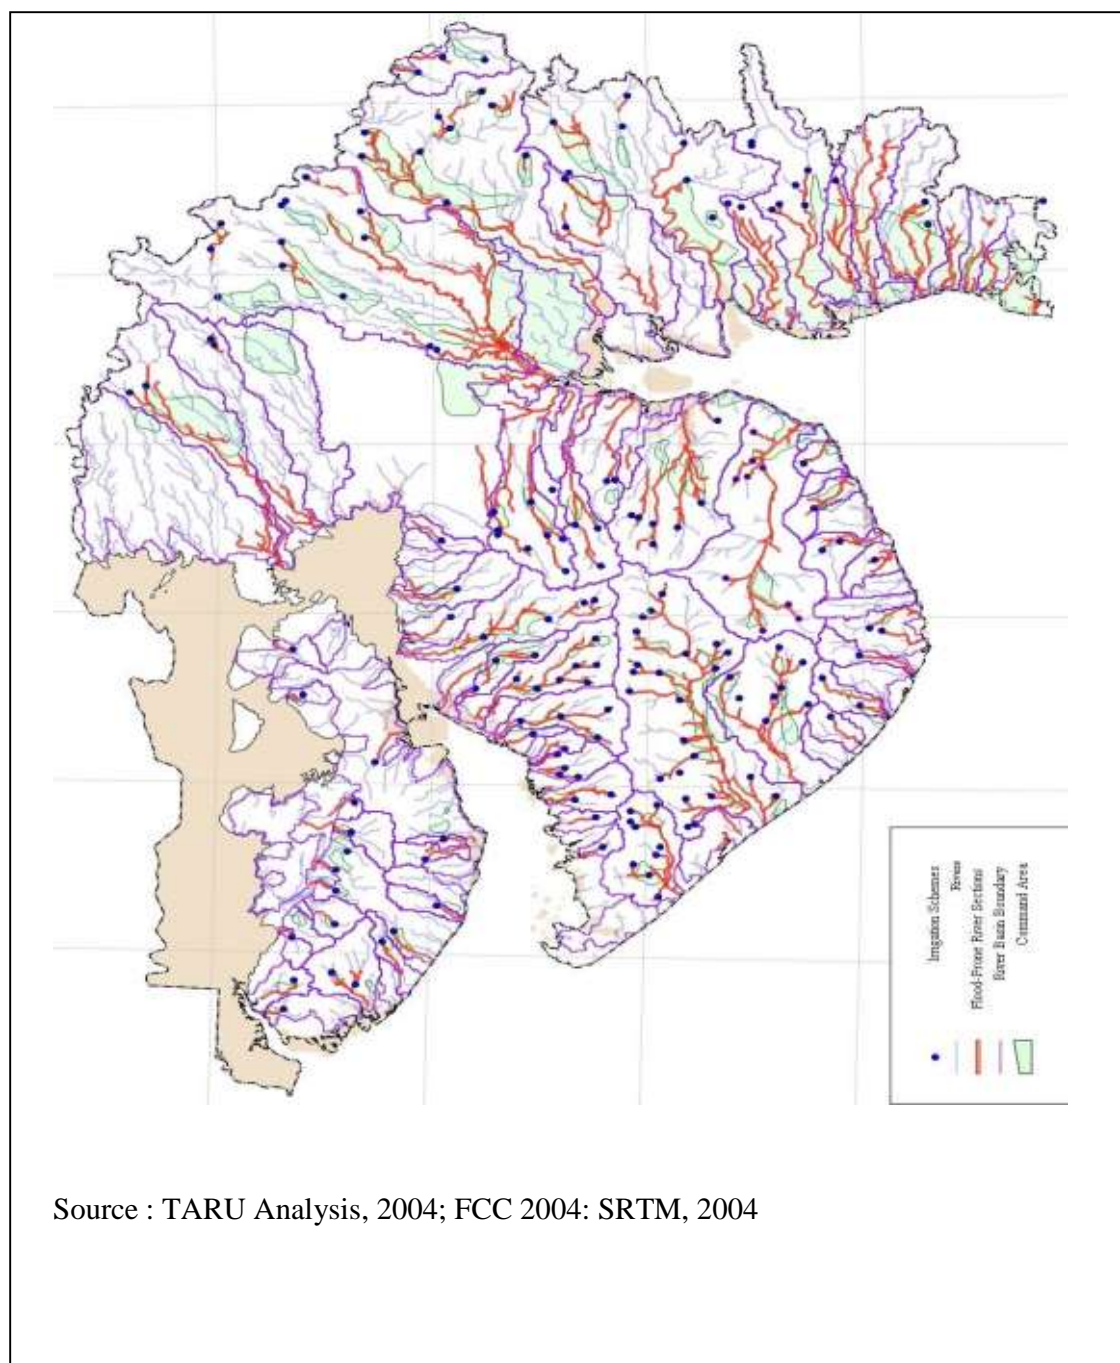 Irrigation Schemes
Rivers
Flood-Prone River Sections
River Basin Boundary
Command Area
Source : TARU Analysis, 2004; FCC 2004: SRTM, 2004